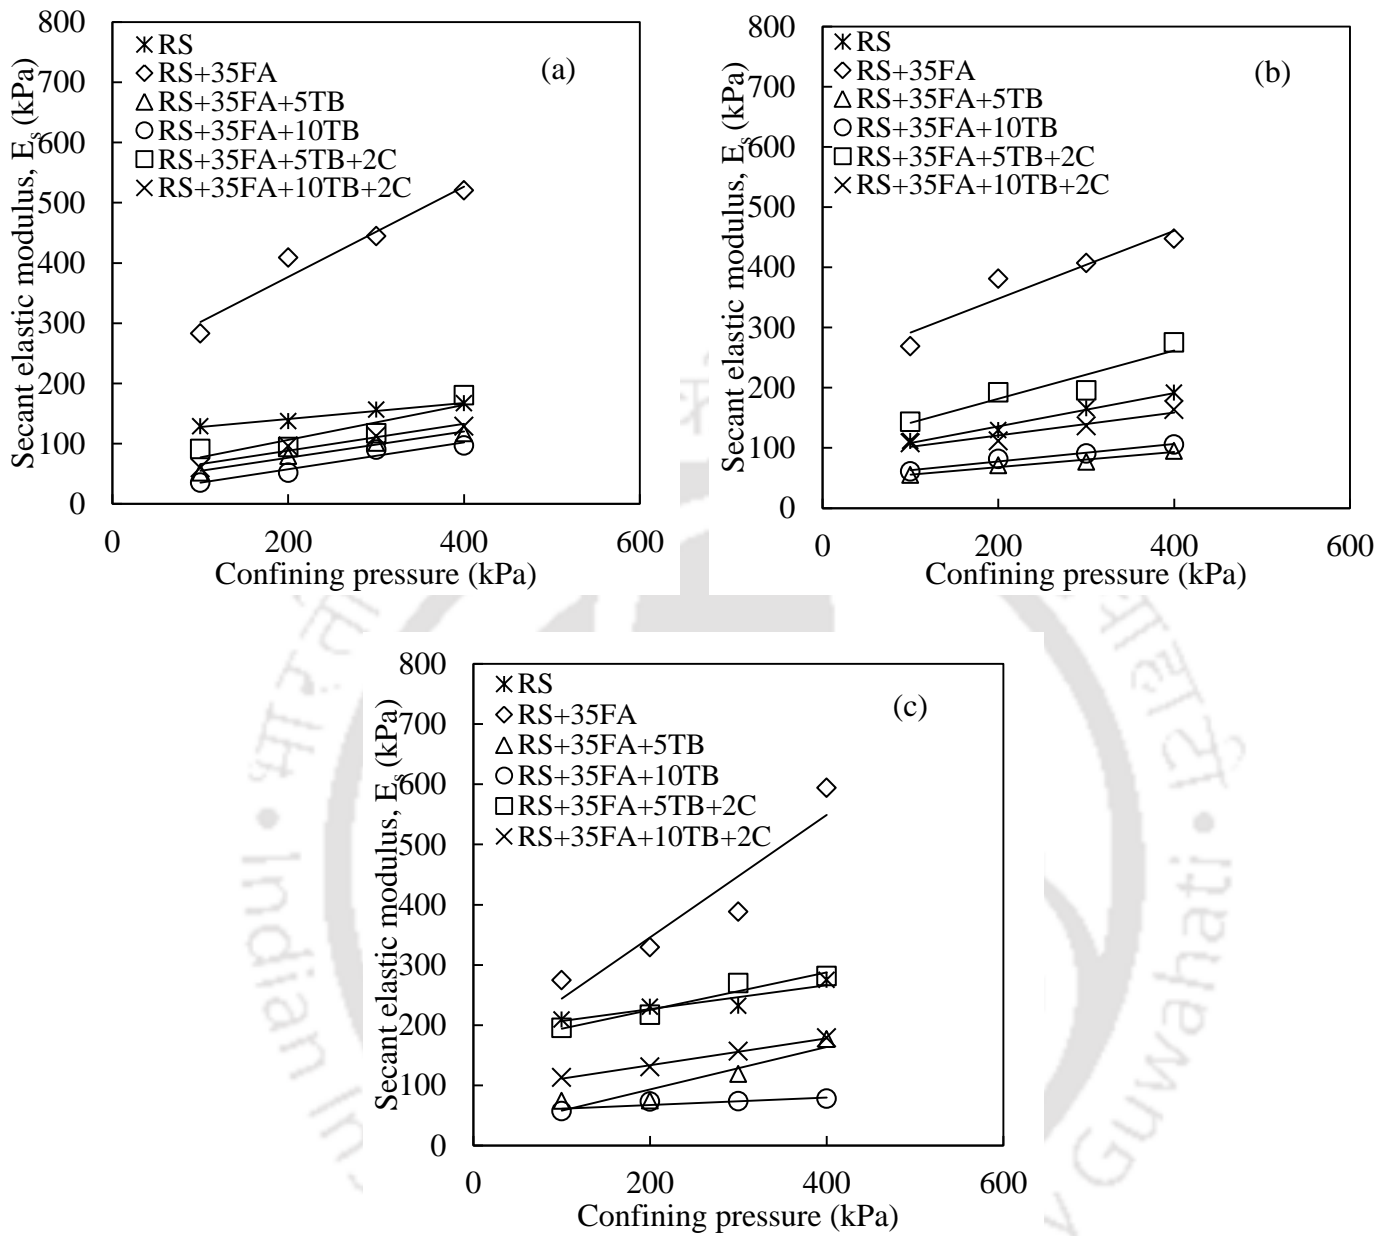 800
700
600
500
400
300
200
100
0
Secant elastic modulus, Es (kPa)
RS
RS+35FA
RS+35FA+5TB
RS+35FA+10TB
RS+35FA+5TB+2C
RS+35FA+10TB+2C
(a)
0 200 400 600
Confining pressure (kPa)
800
700
600
500
400
300
200
100
0
Secant elastic modulus, Es (kPa)
RS
RS+35FA
RS+35FA+5TB
RS+35FA+10TB
RS+35FA+5TB+2C
RS+35FA+10TB+2C
(b)
0 200 400 600
Confining pressure (kPa)
800
700
600
500
400
300
200
100
0
Secant elastic modulus, Es (kPa)
RS
RS+35FA
RS+35FA+5TB
RS+35FA+10TB
RS+35FA+5TB+2C
RS+35FA+10TB+2C
(c)
0 200 400 600
Confining pressure (kPa)
Indian
Guwahati